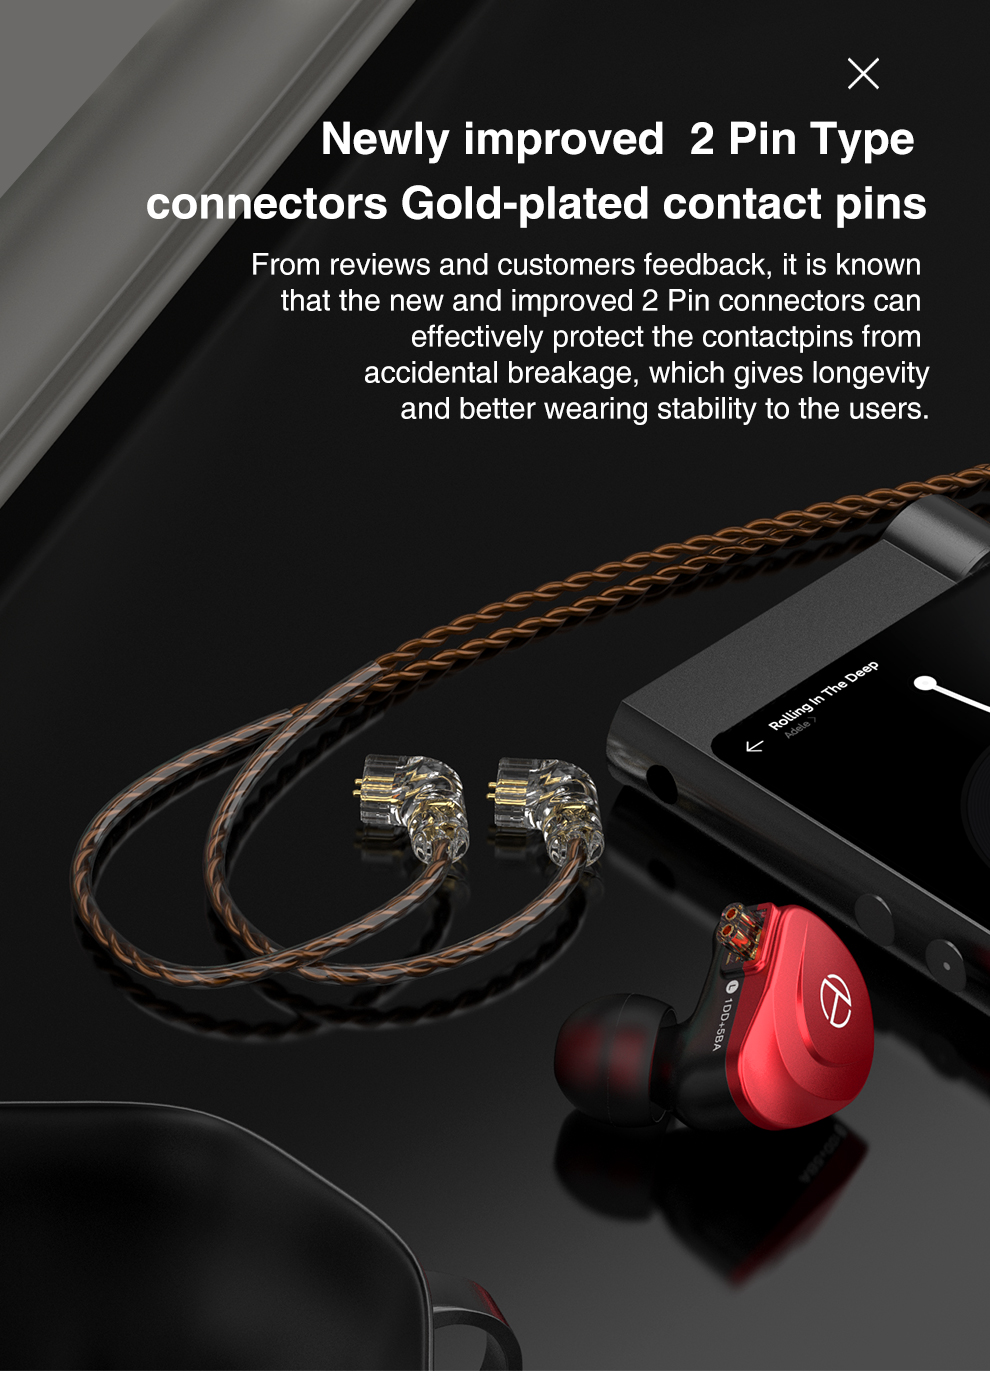 Newly improved  2 Pin Type
connectors Gold-plated contact pins
From reviews and customers feedback, it is known
that the new and improved 2 Pin connectors can
effectively protect the contactpins from
accidental breakage, which gives longevity
and better wearing stability to the users.
Rolling In The Deep
Adele >
L 1DD+5BA